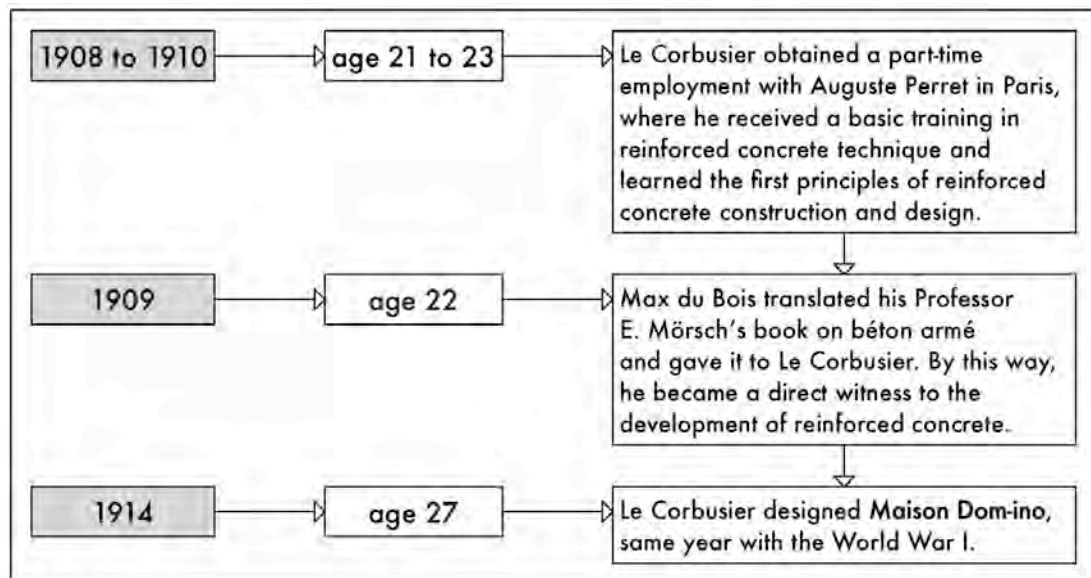 1908 to 1910
age 21 to 23
Le Corbusier obtained a part-time
employment with Auguste Perret in Paris,
where he received a basic training in
reinforced concrete technique and
learned the first principles of reinforced
concrete construction and design.
1909
age 22
Max du Bois translated his Professor
E. Mörsch's book on béton armé
and gave it to Le Corbusier. By this way,
he became a direct witness to the
development of reinforced concrete.
1914
age 27
Le Corbusier designed Maison Dom-ino,
same year with the World War I.